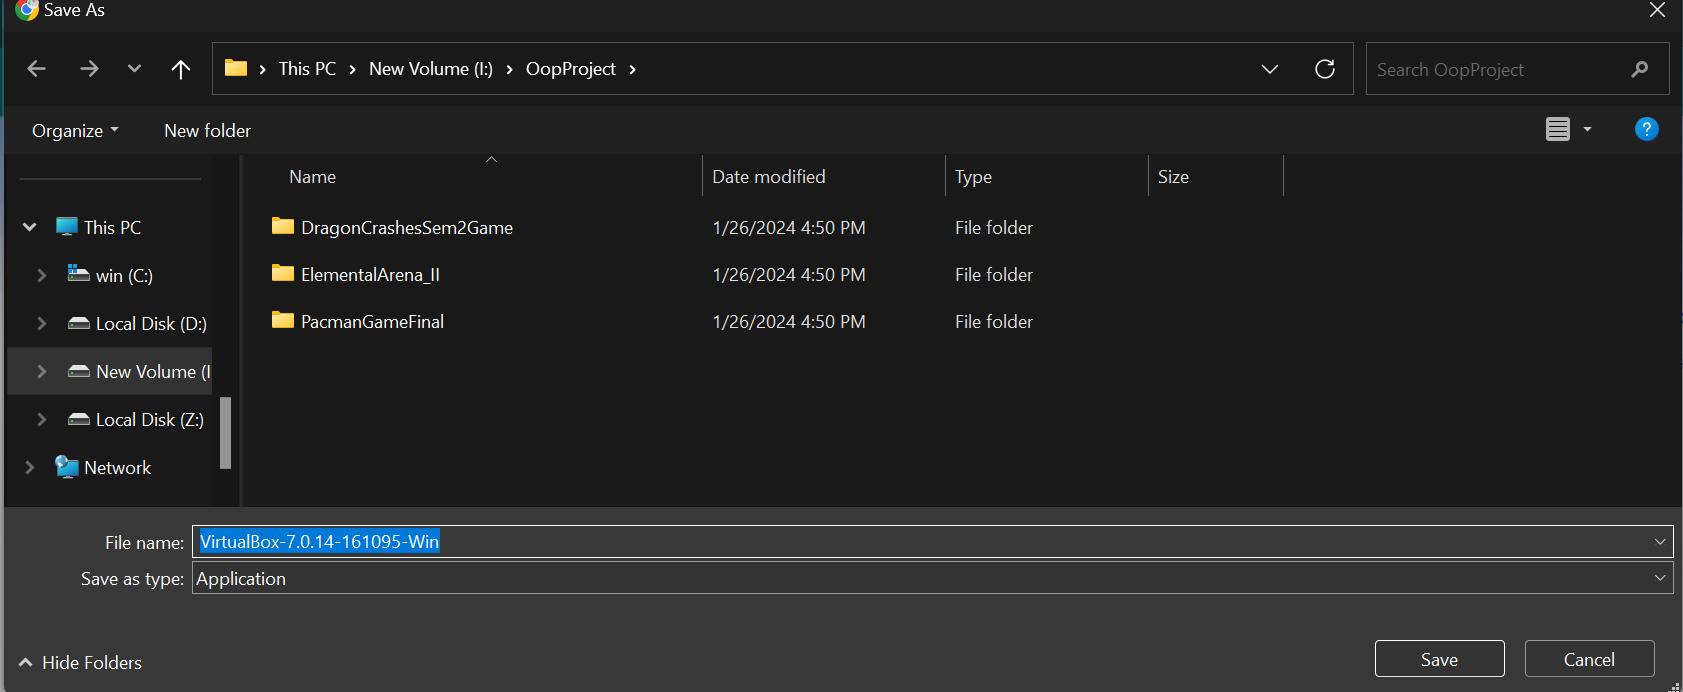 Save As
This PC > New Volume (I:) > OopProject >
Search OopProject
Organize
New folder
?
Name Date modified Type Size
This PC
win (C:)
Local Disk (D:)
New Volume (I
Local Disk (Z:)
Network
DragonCrashesSem2Game 1/26/2024 4:50 PM File folder
ElementalArena_II 1/26/2024 4:50 PM File folder
PacmanGameFinal 1/26/2024 4:50 PM File folder
File name: VirtualBox-7.0.14-161095-Win
Save as type: Application
Hide Folders
Save
Cancel